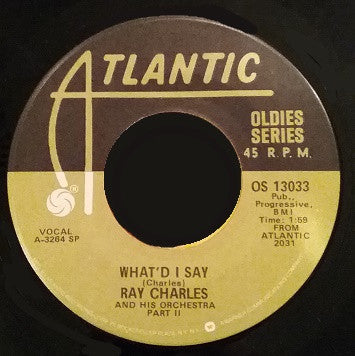 ATLANTIC
OLDIES
SERIES
45 R.P.M.
OS 13033
Pub.,
Progressive,
BMI
Time: 1:59
FROM
ATLANTIC
2031
VOCAL
A-3264 SP
WHAT'D I SAY
(Charles)
RAY CHARLES
AND HIS ORCHESTRA
PART II